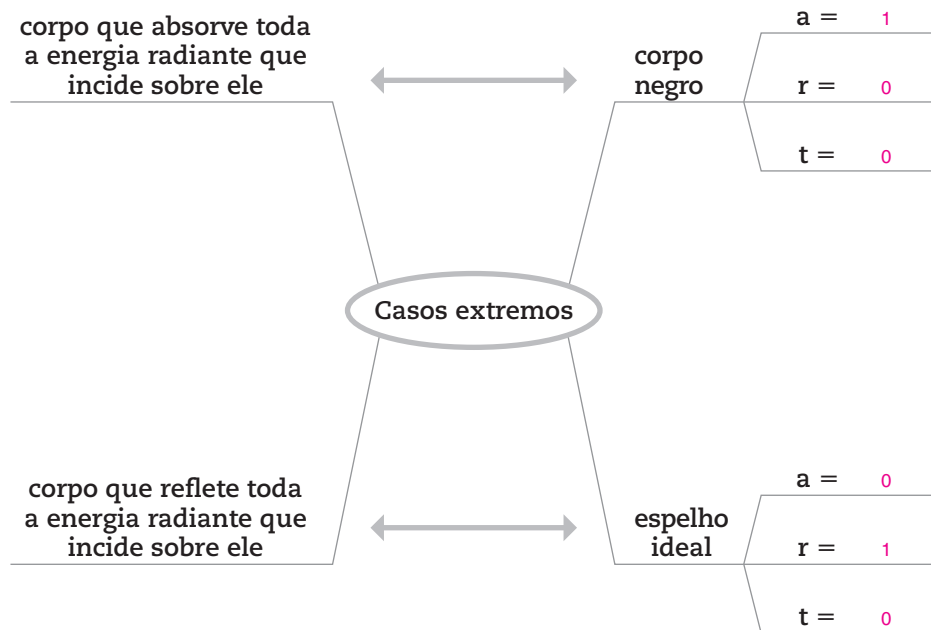 corpo que absorve toda
a energia radiante que
incide sobre ele
corpo
negro
a = 1
r = 0
t = 0
Casos extremos
corpo que reflete toda
a energia radiante que
incide sobre ele
espelho
ideal
a = 0
r = 1
t = 0